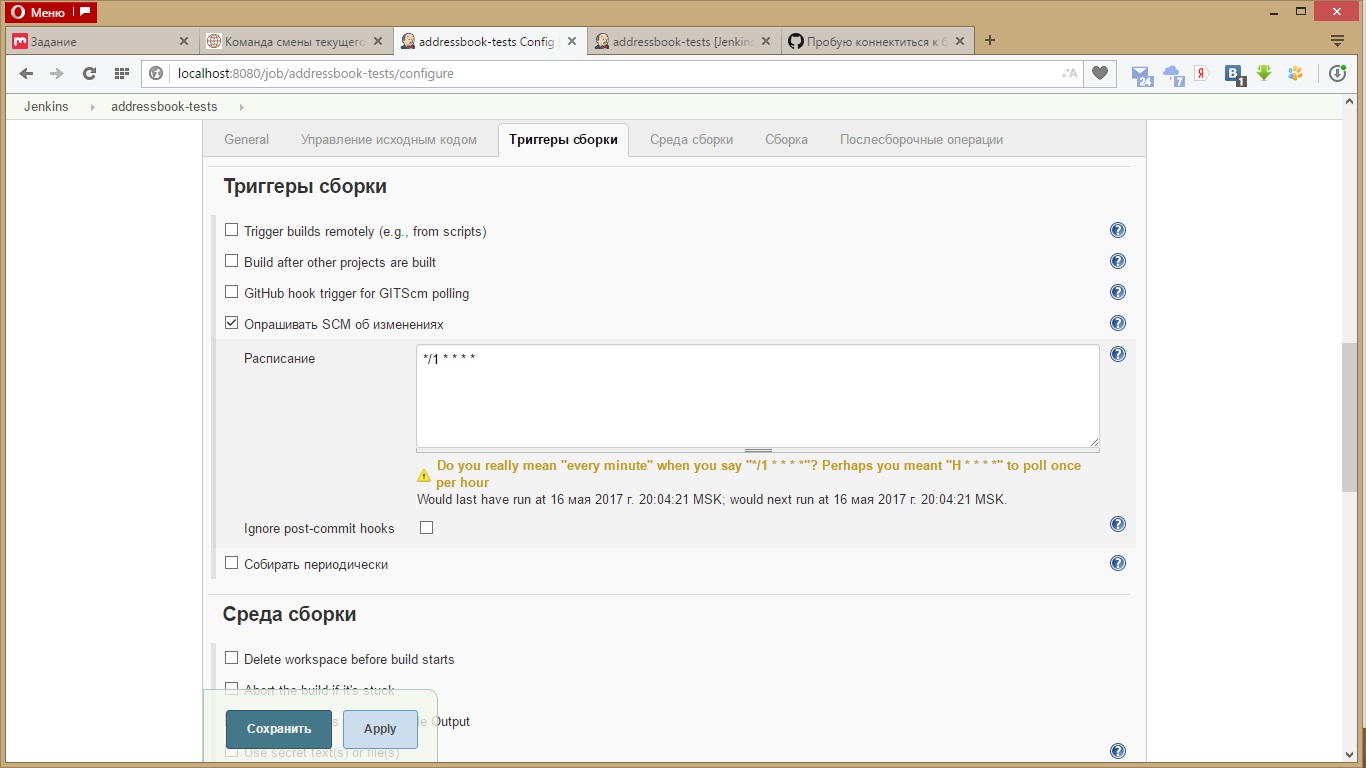 Меню
Задание
Команда смены текущего
addressbook-tests Config
addressbook-tests [Jenkins
Пробую коннектиться к б
localhost:8080/job/addressbook-tests/configure
24
7
Я
В
1
Jenkins
addressbook-tests
General
Управление исходным кодом
Триггеры сборки
Среда сборки
Сборка
Послесборочные операции
Триггеры сборки
Trigger builds remotely (e.g., from scripts)
Build after other projects are built
GitHub hook trigger for GITScm polling
Опрашивать SCM об изменениях
Расписание
*/1 * * * *
Do you really mean "every minute" when you say "*/1 * * * *"? Perhaps you meant "H * * * *" to poll once
per hour
Would last have run at 16 мая 2017 г. 20:04:21 MSK; would next run at 16 мая 2017 г. 20:04:21 MSK.
Ignore post-commit hooks
Собирать периодически
Среда сборки
Delete workspace before build starts
Abort the build if it's stuck
Output
Сохранить
Apply
Use secret text(s) or file(s)